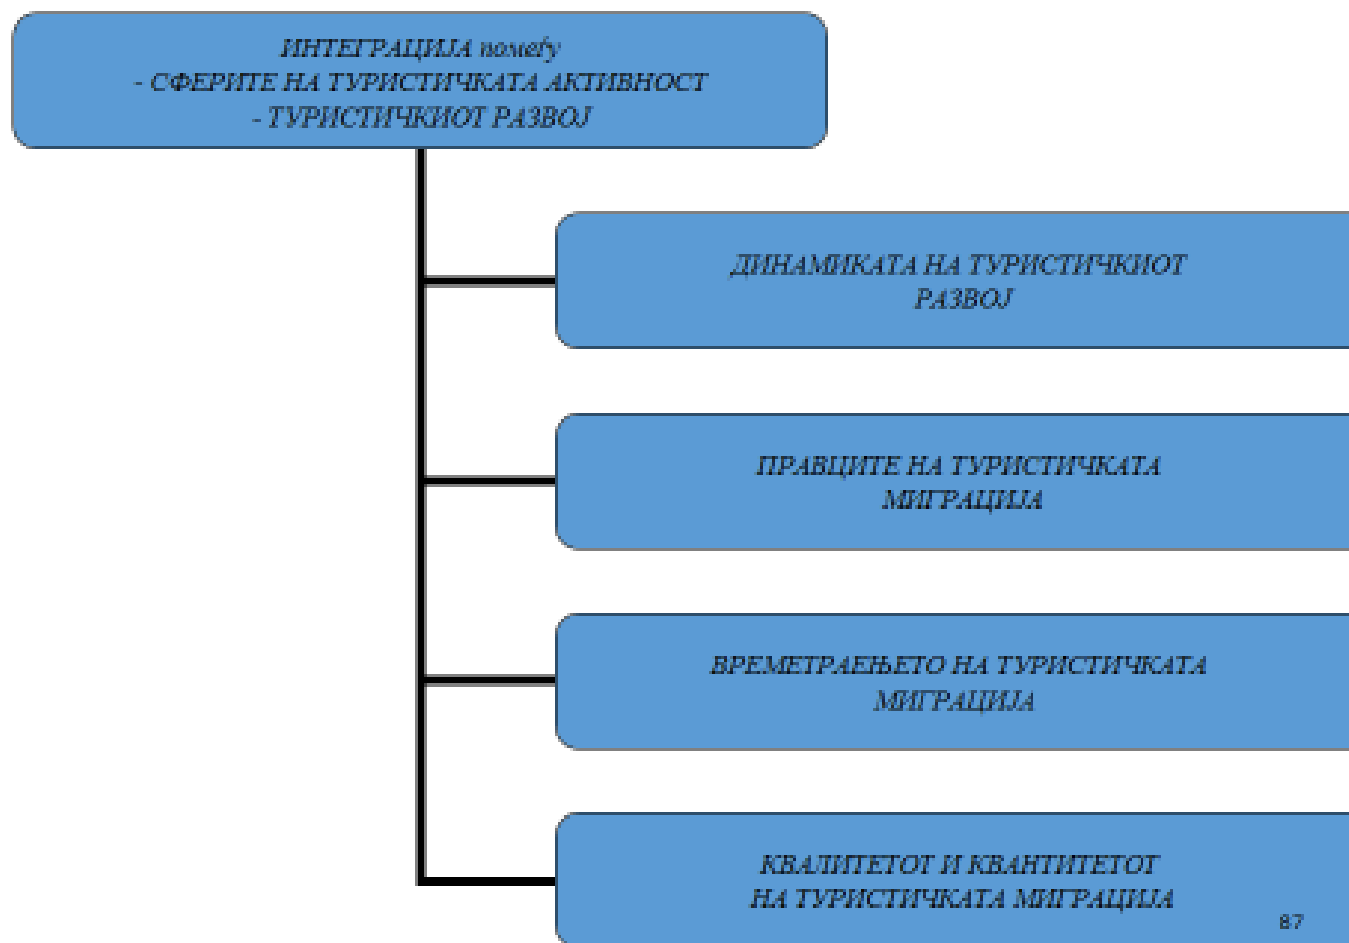 ИНТЕГРАЦИЈА помеѓу
- СФЕРИТЕ НА ТУРИСТИЧКАТА АКТИВНОСТ
- ТУРИСТИЧКИОТ РАЗВОЈ
ДИНАМИКАТА НА ТУРИСТИЧКИОТ
РАЗВОЈ
ПРАВЦИТЕ НА ТУРИСТИЧКАТА
МИГРАЦИЈА
ВРЕМЕТРАЕЊЕТО НА ТУРИСТИЧКАТА
МИГРАЦИЈА
КВАЛИТЕТОТ И КВАНТИТЕТОТ
НА ТУРИСТИЧКАТА МИГРАЦИЈА
87